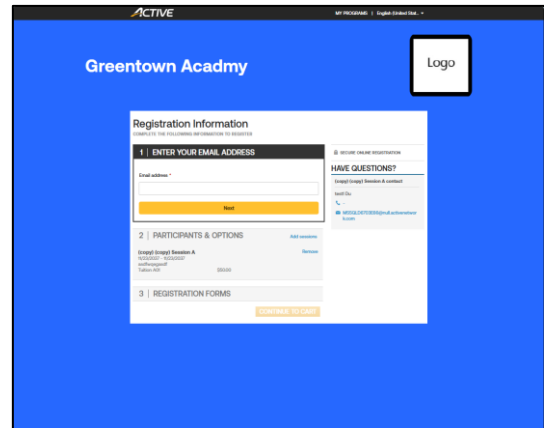 ACTIVE
MY PROGRAMS | English (United Stat...
Greentown Acadmy
Logo
Registration Information
COMPLETE THE FOLLOWING INFORMATION TO REGISTER
1 | ENTER YOUR EMAIL ADDRESS
Email address *
Next
2 | PARTICIPANTS & OPTIONS
Add sessions
(copy) (copy) Session A
Remove
Tuition ADY
3 | REGISTRATION FORMS
CONTINUE TO CART
SECURE ONLINE REGISTRATION
HAVE QUESTIONS?
(copy) (copy) Session A contact